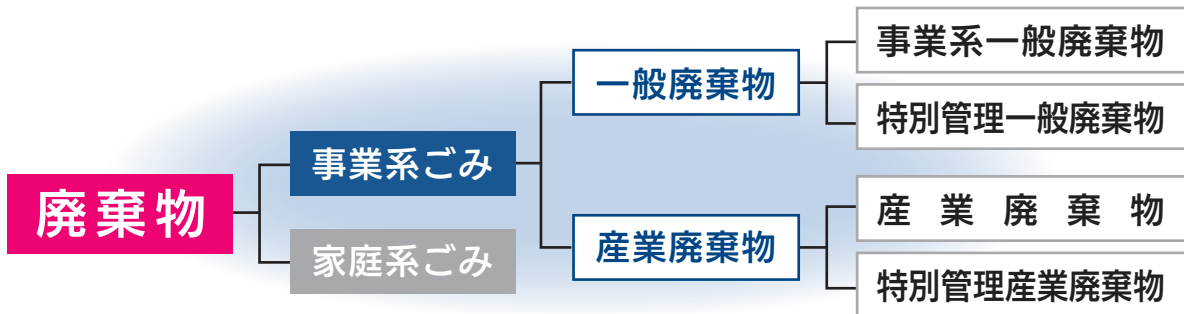 廃棄物
事業系ごみ
家庭系ごみ
一般廃棄物
産業廃棄物
事業系一般廃棄物
特別管理一般廃棄物
産業廃棄物
特別管理産業廃棄物